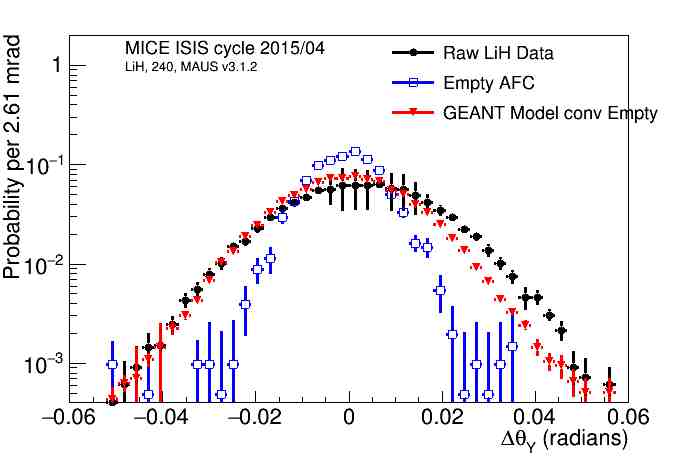 MICE ISIS cycle 2015/04
LiH, 240, MAUS v3.1.2
Raw LiH Data
Empty AFC
GEANT Model conv Empty
Probability per 2.61 mrad
1
10⁻¹
10⁻²
10⁻³
−0.06 −0.04 −0.02 0 0.02 0.04 0.06
Δθ_Y (radians)